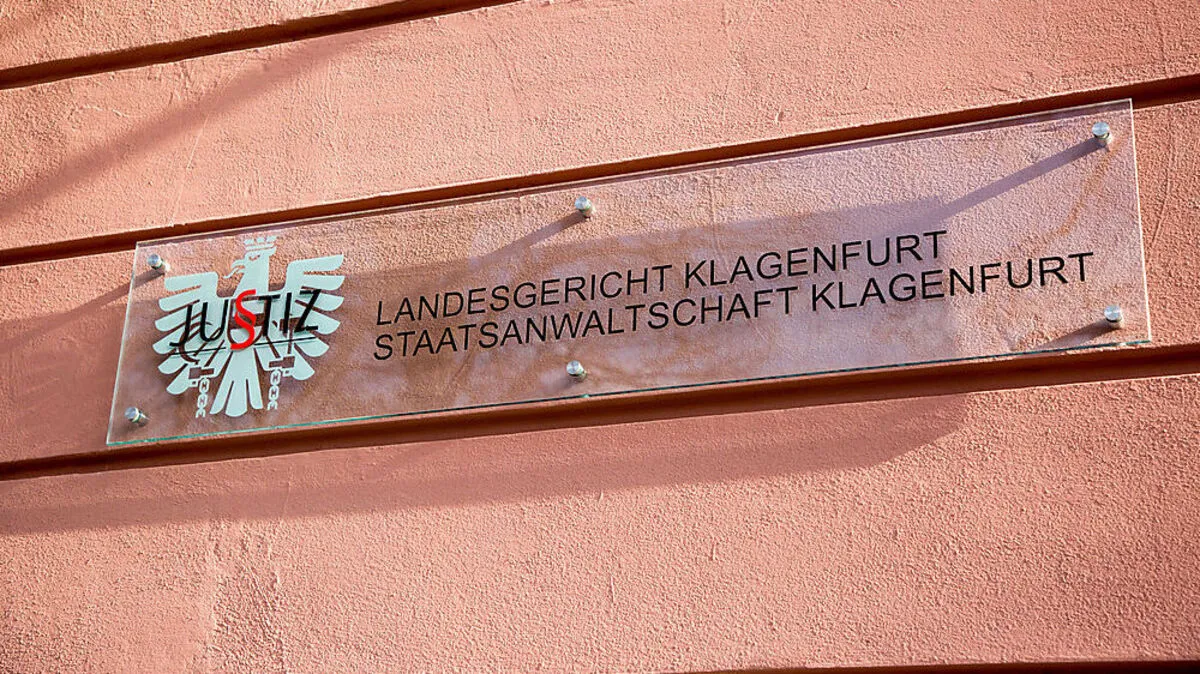 JUSTIZ
LANDESGERICHT KLAGENFURT
STAATSANWALTSCHAFT KLAGENFURT